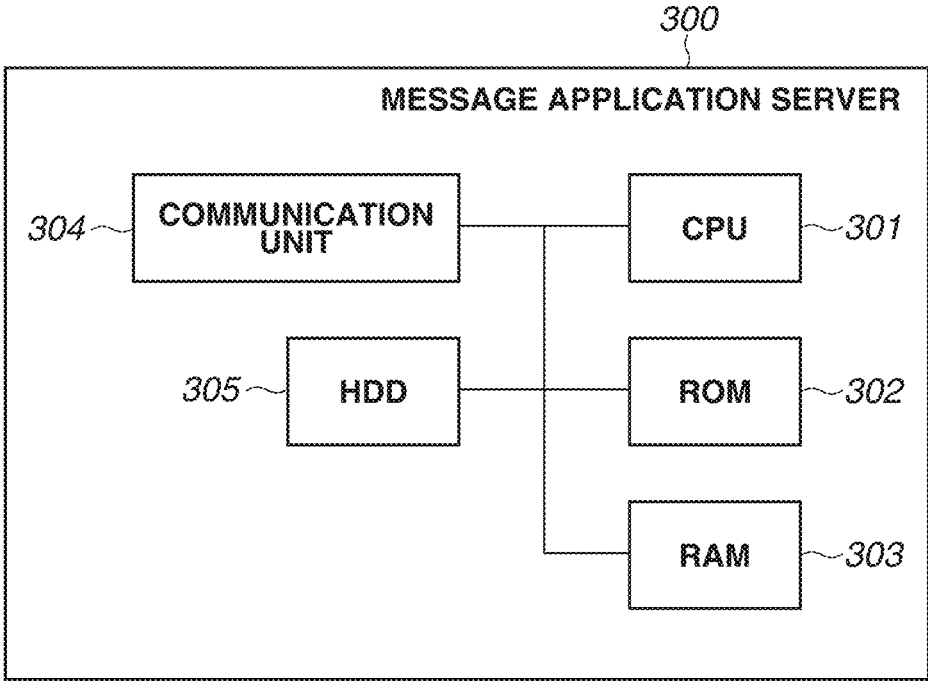 300
MESSAGE APPLICATION SERVER
304
COMMUNICATION
UNIT
CPU
301
305
HDD
ROM
302
RAM
303